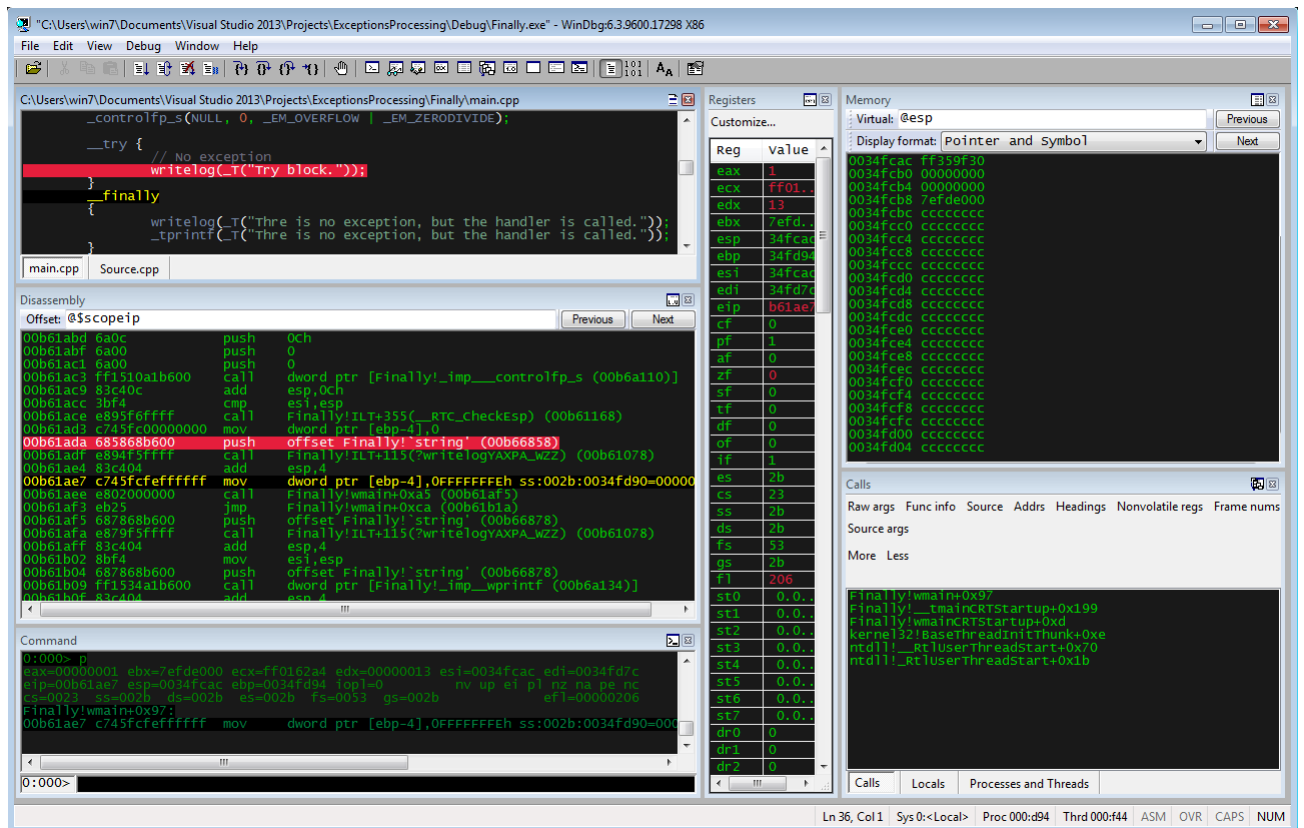 "C:\Users\win7\Documents\Visual Studio 2013\Projects\ExceptionsProcessing\Debug\Finally.exe" - WinDbg:6.3.9600.17298 X86
File Edit View Debug Window Help
C:\Users\win7\Documents\Visual Studio 2013\Projects\ExceptionsProcessing\Finally\main.cpp
_controlfp_s(NULL, 0, _EM_OVERFLOW | _EM_ZERODIVIDE);
__try {
// No exception
writelog(_T("Try block."));
}
__finally
{
writelog(_T("Thre is no exception, but the handler is called."));
_tprintf(_T("Thre is no exception, but the handler is called."));
}
main.cpp Source.cpp
Disassembly
Offset: @$scopeip Previous Next
00b61abd 6a0c push 0Ch
00b61abf 6a00 push 0
00b61ac1 6a00 push 0
00b61ac3 ff1510a1b600 call dword ptr [Finally!_imp___controlfp_s (00b6a110)]
00b61ac9 83c40c add esp,0Ch
00b61acc 3bf4 cmp esi,esp
00b61ace e895f6ffff call Finally!ILT+355(__RTC_CheckEsp) (00b61168)
00b61ad3 c745fc00000000 mov dword ptr [ebp-4],0
00b61ada 685868b600 push offset Finally!`string' (00b66858)
00b61adf e894f5ffff call Finally!ILT+115(?writelogYAXPA_WZZ) (00b61078)
00b61ae4 83c404 add esp,4
00b61ae7 c745fcfeffffff mov dword ptr [ebp-4],0FFFFFFFEh ss:002b:0034fd90=00000
00b61aee e802000000 call Finally!wmain+0xa5 (00b61af5)
00b61af3 eb25 jmp Finally!wmain+0xca (00b61b1a)
00b61af5 687868b600 push offset Finally!`string' (00b66878)
00b61afa e879f5ffff call Finally!ILT+115(?writelogYAXPA_WZZ) (00b61078)
00b61aff 83c404 add esp,4
00b61b02 8bf4 mov esi,esp
00b61b04 687868b600 push offset Finally!`string' (00b66878)
00b61b09 ff1534a1b600 call dword ptr [Finally!_imp__wprintf (00b6a134)]
00b61b0f 83c404 add esp,4
Command
0:000> p
eax=00000001 ebx=7efde000 ecx=ff0162a4 edx=00000013 esi=0034fcac edi=0034fd7c
eip=00b61ae7 esp=0034fcac ebp=0034fd94 iopl=0 nv up ei pl nz na pe nc
cs=0023 ss=002b ds=002b es=002b fs=0053 gs=002b efl=00000206
Finally!wmain+0x97:
00b61ae7 c745fcfeffffff mov dword ptr [ebp-4],0FFFFFFFEh ss:002b:0034fd90=000
0:000>
Registers
Customize...
Reg Value
eax 1
ecx ff01..
edx 13
ebx 7efd..
esp 34fcac
ebp 34fd94
esi 34fcac
edi 34fd7c
eip b61ae7
cf 0
pf 1
af 0
zf 0
sf 0
tf 0
df 0
of 0
if 1
es 2b
cs 23
ss 2b
ds 2b
fs 53
gs 2b
fl 206
st0 0.0..
st1 0.0..
st2 0.0..
st3 0.0..
st4 0.0..
st5 0.0..
st6 0.0..
st7 0.0..
dr0 0
dr1 0
dr2 0
Memory
Virtual: @esp Previous
Display format: Pointer and Symbol Next
0034fcac ff359f30
0034fcb0 00000000
0034fcb4 00000000
0034fcb8 7efde000
0034fcbc cccccccc
0034fcc0 cccccccc
0034fcc4 cccccccc
0034fcc8 cccccccc
0034fccc cccccccc
0034fcd0 cccccccc
0034fcd4 cccccccc
0034fcd8 cccccccc
0034fcdc cccccccc
0034fce0 cccccccc
0034fce4 cccccccc
0034fce8 cccccccc
0034fcec cccccccc
0034fcf0 cccccccc
0034fcf4 cccccccc
0034fcf8 cccccccc
0034fcfc cccccccc
0034fd00 cccccccc
0034fd04 cccccccc
Calls
Raw args Func info Source Addrs Headings Nonvolatile regs Frame nums
Source args
More Less
Finally!wmain+0x97
Finally!__tmainCRTStartup+0x199
Finally!wmainCRTStartup+0xd
kernel32!BaseThreadInitThunk+0xe
ntdll!__RtlUserThreadStart+0x70
ntdll!_RtlUserThreadStart+0x1b
Calls Locals Processes and Threads
Ln 36, Col 1 Sys 0:<Local> Proc 000:d94 Thrd 000:f44 ASM OVR CAPS NUM